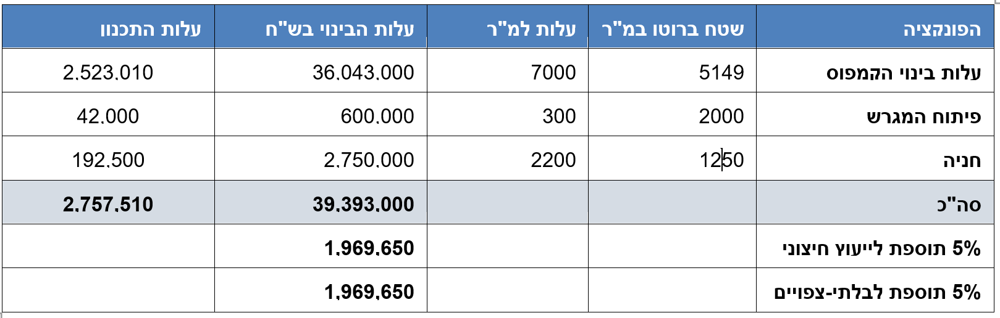 הפונקציה שטח ברוטו במ"ר עלות למ"ר עלות הבינוי בש"ח עלות התכנון
עלות בינוי הקמפוס 5149 7000 36,043,000 2,523,010
פיתוח המגרש 2000 300 600,000 42,000
חניה 1250 2200 2,750,000 192,500
סה"כ 39,393,000 2,757,510
5% תוספת לייעוץ חיצוני 1,969,650
5% תוספת לבלתי-צפויים 1,969,650